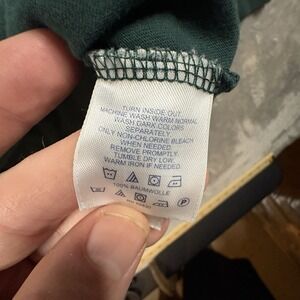 TURN INSIDE OUT.
MACHINE WASH WARM NORMAL
WASH DARK COLORS
SEPARATELY.
ONLY NON-CHLORINE BLEACH
WHEN NEEDED.
REMOVE PROMPTLY.
TUMBLE DRY LOW.
WARM IRON IF NEEDED.
100% BAUMWOLLE